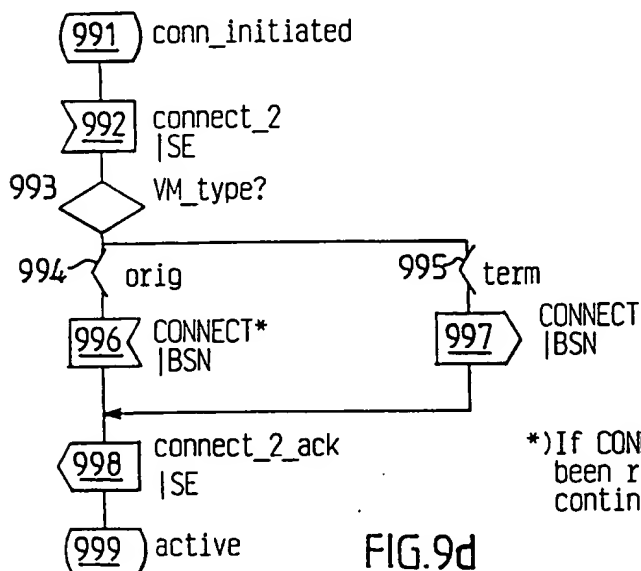 991 conn_initiated
992 connect_2
|SE
993 VM_type?
994 orig
995 term
996 CONNECT*
|BSN
997 CONNECT
|BSN
998 connect_2_ack
|SE
*)If CON
been r
contin
999 active
FIG.9d